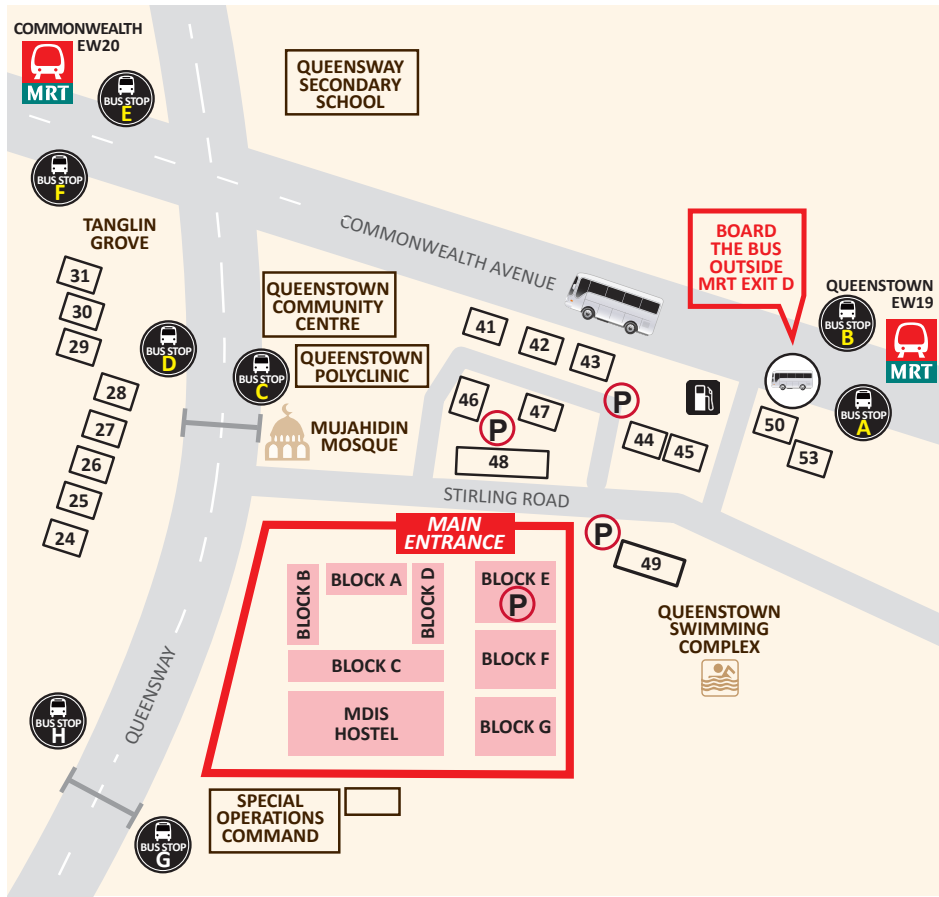 COMMONWEALTH
EW20
MRT
BUS STOP
E
QUEENSWAY
SECONDARY
SCHOOL
BUS STOP
F
TANGLIN
GROVE
COMMONWEALTH AVENUE
BOARD
THE BUS
OUTSIDE
MRT EXIT D
QUEENSTOWN
EW19
MRT
BUS STOP
B
BUS STOP
A
31
30
29
28
27
26
25
24
BUS STOP
D
BUS STOP
C
QUEENSTOWN
COMMUNITY
CENTRE
QUEENSTOWN
POLYCLINIC
MUJAHIDIN
MOSQUE
41
42
43
46
47
P
P
44
45
48
50
53
STIRLING ROAD
MAIN
ENTRANCE
P
49
BLOCK B
BLOCK A
BLOCK D
BLOCK E
P
BLOCK C
BLOCK F
MDIS
HOSTEL
BLOCK G
QUEENSTOWN
SWIMMING
COMPLEX
QUEENSWAY
BUS STOP
H
BUS STOP
G
SPECIAL
OPERATIONS
COMMAND